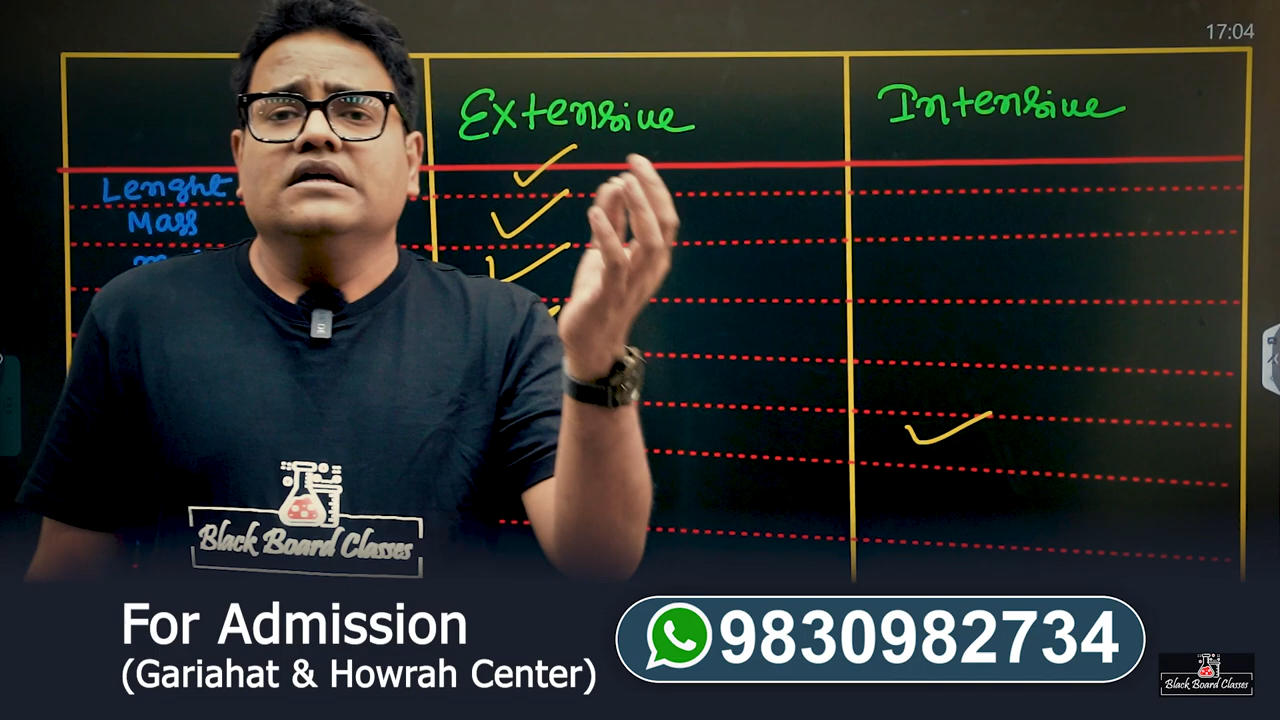 17:04
Extensive
Intensive
Lenght
Mass
Black Board Classes
For Admission
(Gariahat & Howrah Center)
9830982734
Black Board Classes